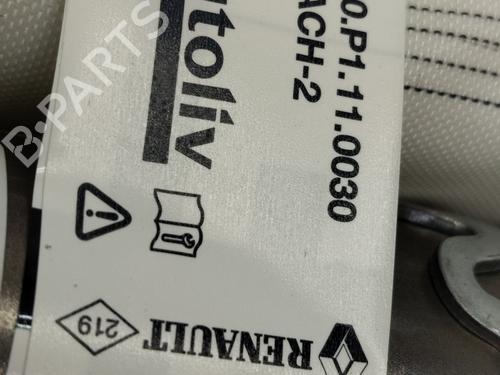 0.P1.11.0030
ACH-2
utoliv
RENAULT
219
B-PARTS